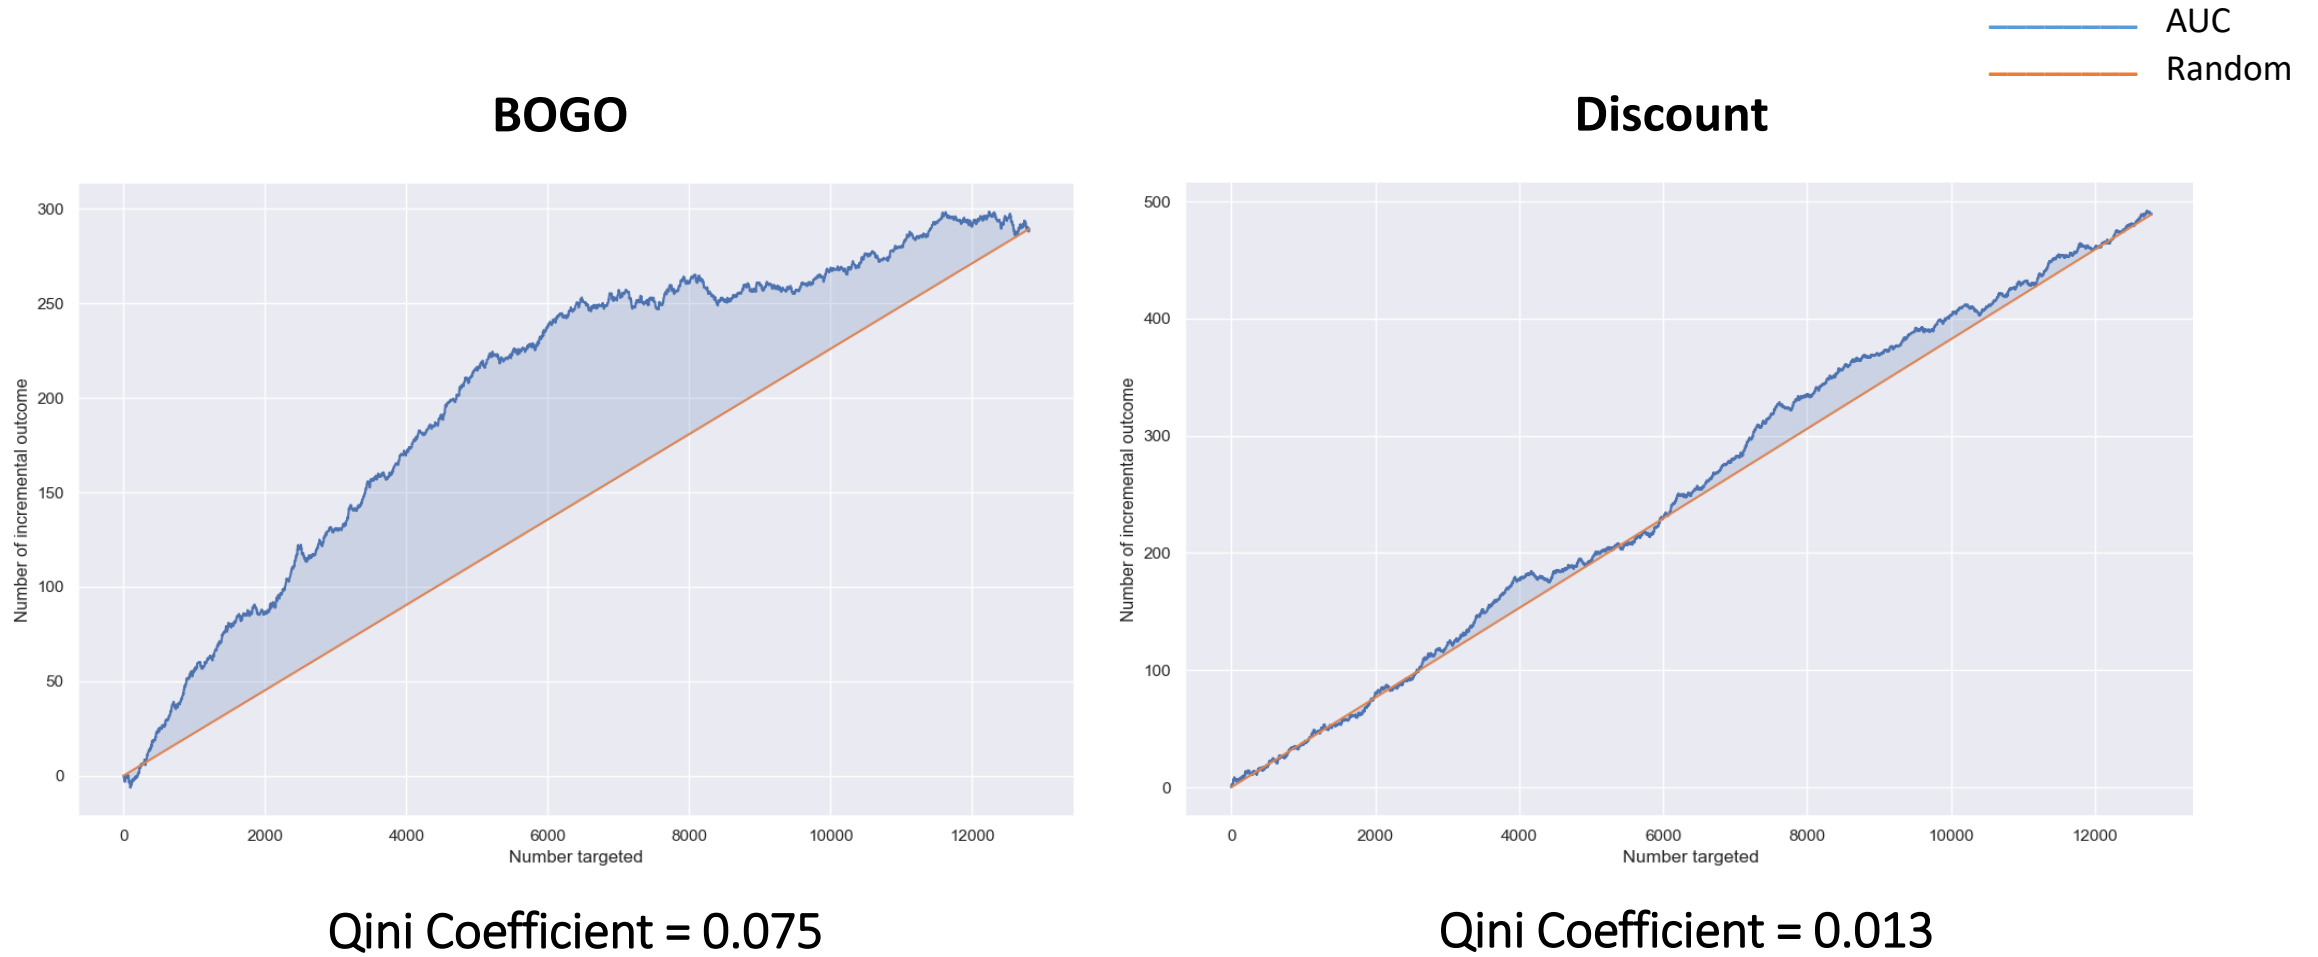 AUC
Random
BOGO
Discount
300
250
200
150
100
50
0
Number of incremental outcome
0 2000 4000 6000 8000 10000 12000
Number targeted
500
400
300
200
100
0
Number of incremental outcome
0 2000 4000 6000 8000 10000 12000
Number targeted
Qini Coefficient = 0.075
Qini Coefficient = 0.013